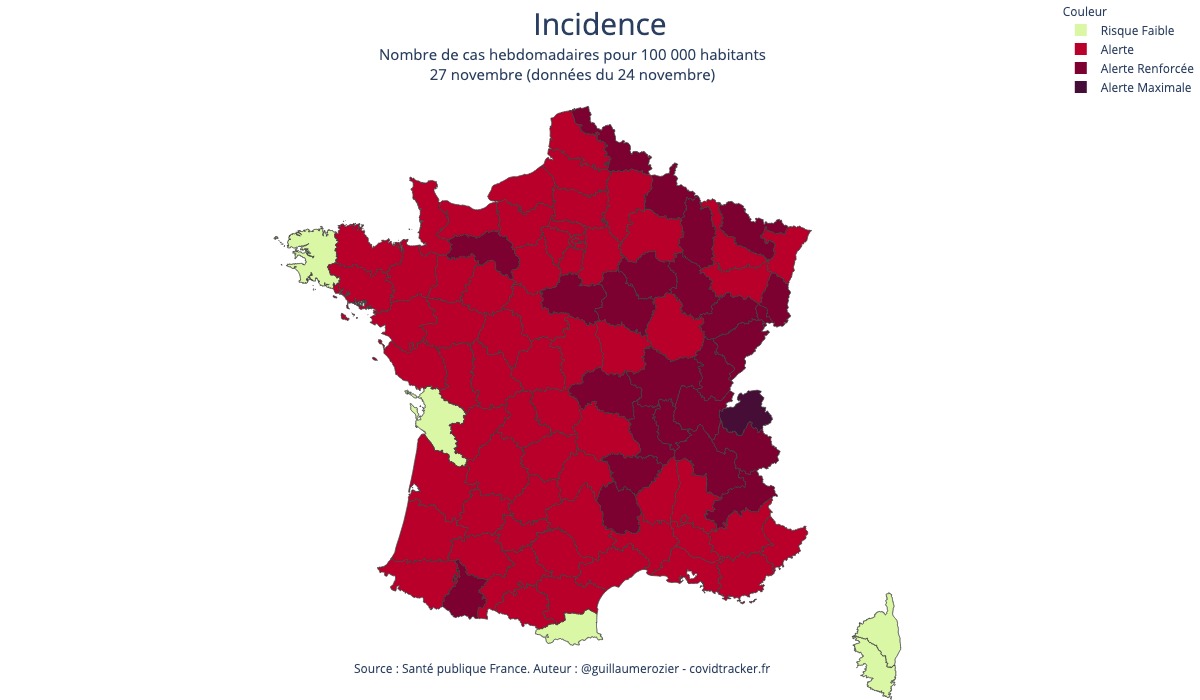 Incidence
Nombre de cas hebdomadaires pour 100 000 habitants
27 novembre (données du 24 novembre)
Couleur
Risque Faible
Alerte
Alerte Renforcée
Alerte Maximale
Source : Santé publique France. Auteur : @guillaumerozier - covidtracker.fr